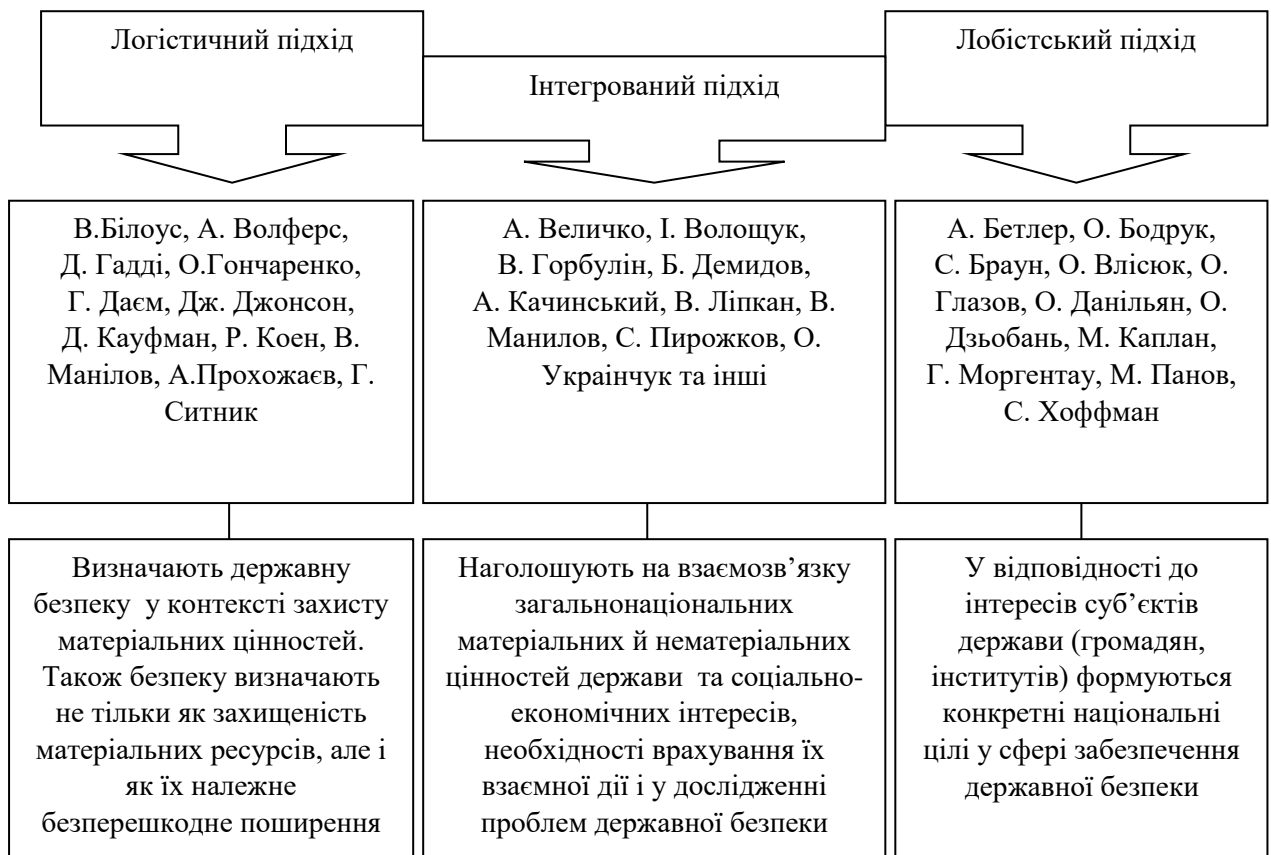 Логістичний підхід
Інтегрований підхід
Лобістський підхід
В.Білоус, А. Волферс,
Д. Гадді, О.Гончаренко,
Г. Даєм, Дж. Джонсон,
Д. Кауфман, Р. Коен, В.
Манілов, А.Прохожаєв, Г.
Ситник
А. Величко, І. Волощук,
В. Горбулін, Б. Демидов,
А. Качинський, В. Ліпкан, В.
Манилов, С. Пирожков, О.
Українчук та інші
А. Бетлер, О. Бодрук,
С. Браун, О. Влісюк, О.
Глазов, О. Данільян, О.
Дзьобань, М. Каплан,
Г. Моргентау, М. Панов,
С. Хоффман
Визначають державну
безпеку у контексті захисту
матеріальних цінностей.
Також безпеку визначають
не тільки як захищеність
матеріальних ресурсів, але і
як їх належне
безперешкодне поширення
Наголошують на взаємозв’язку
загальнонаціональних
матеріальних й нематеріальних
цінностей держави та соціально-
економічних інтересів,
необхідності врахування їх
взаємної дії і у дослідженні
проблем державної безпеки
У відповідності до
інтересів суб’єктів
держави (громадян,
інститутів) формуються
конкретні національні
цілі у сфері забезпечення
державної безпеки